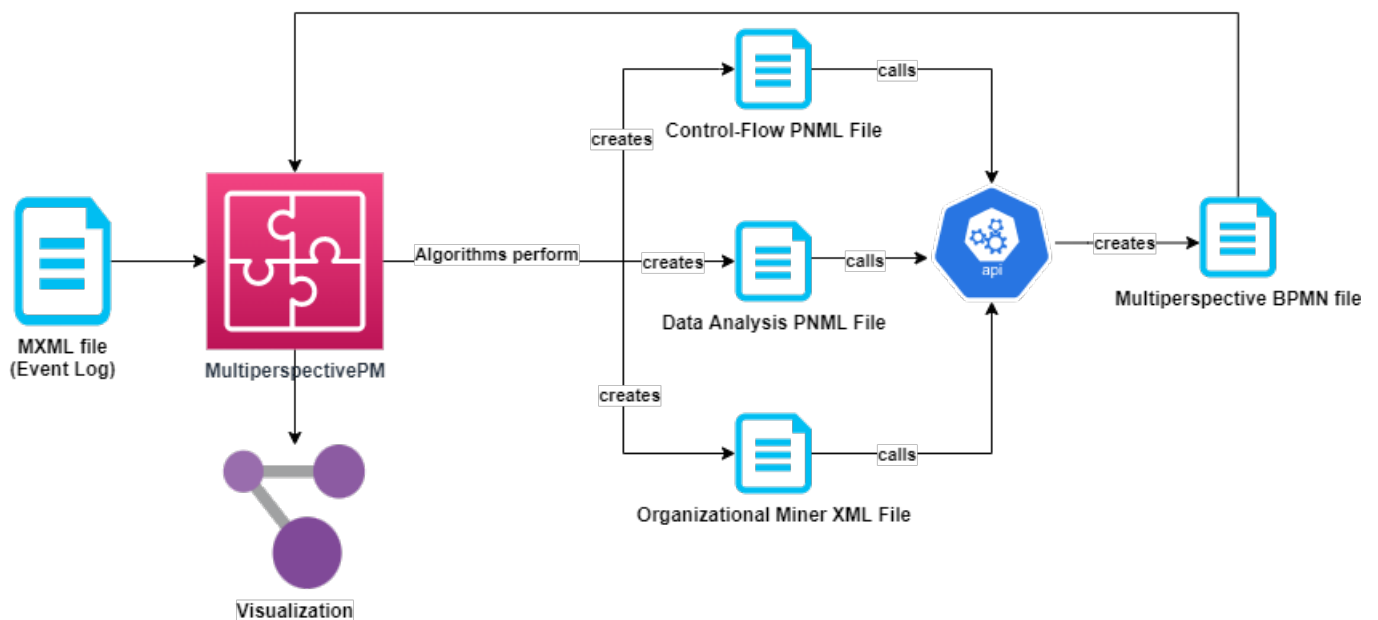 calls
Control-Flow PNML File
creates
MXML file
(Event Log)
MultiperspectivePM
Algorithms perform
creates
calls
Data Analysis PNML File
api
creates
Multiperspective BPMN file
creates
calls
Organizational Miner XML File
Visualization